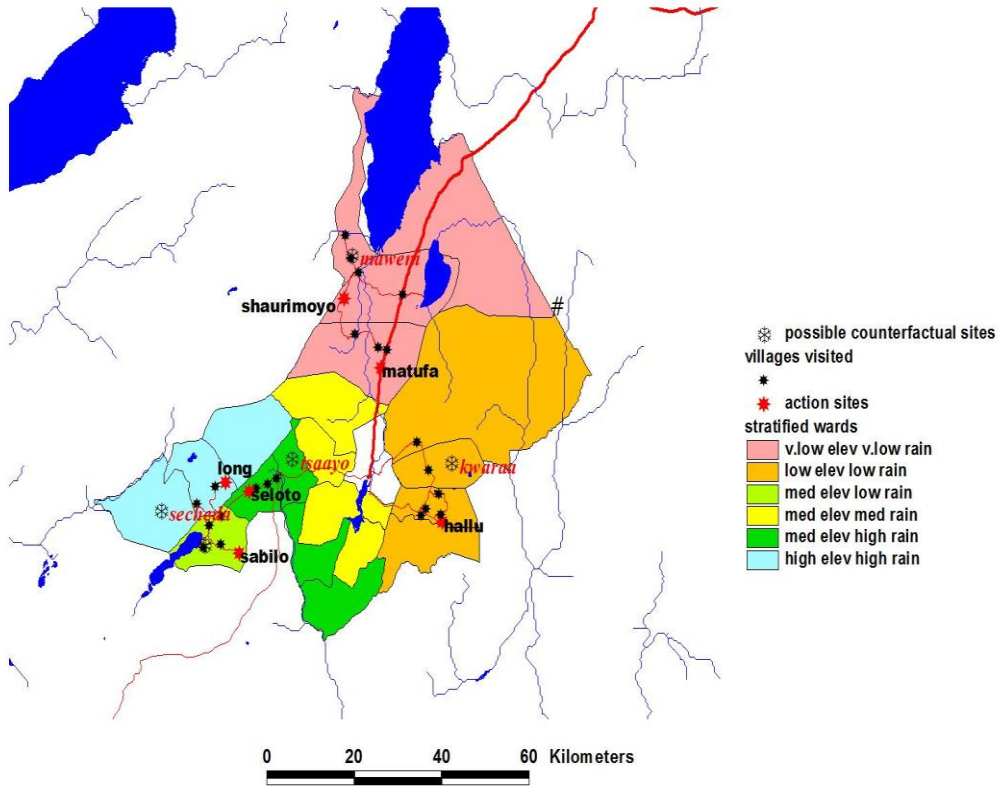 mawem
shaurimoyo
#
matufa
tsaayo
kwaraa
long
seloto
sechada
hallu
sabilo
possible counterfactual sites
villages visited
action sites
stratified wards
v.low elev v.low rain
low elev low rain
med elev low rain
med elev med rain
med elev high rain
high elev high rain
0 20 40 60 Kilometers